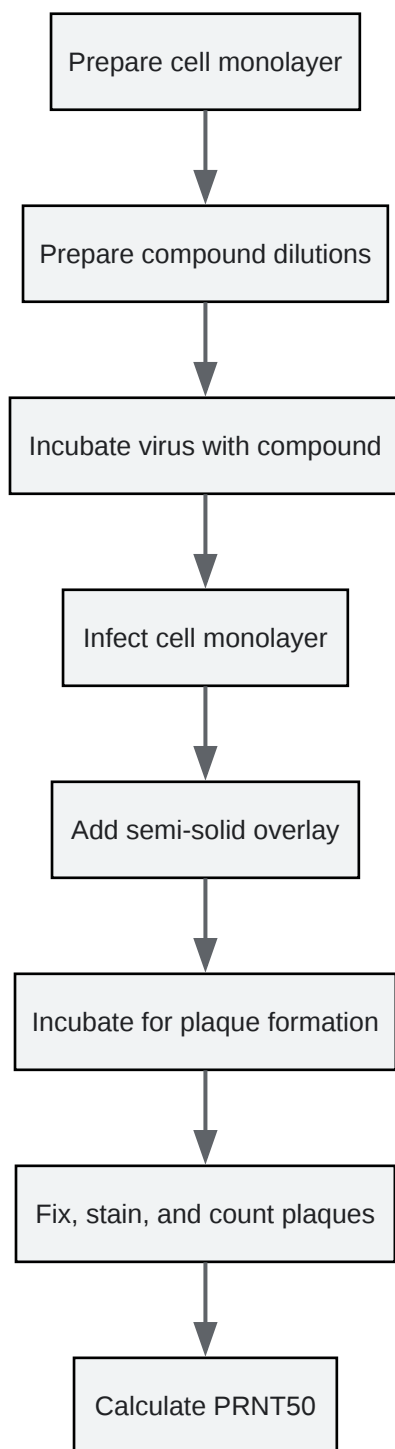 Prepare cell monolayer
Prepare compound dilutions
Incubate virus with compound
Infect cell monolayer
Add semi-solid overlay
Incubate for plaque formation
Fix, stain, and count plaques
Calculate PRNT50